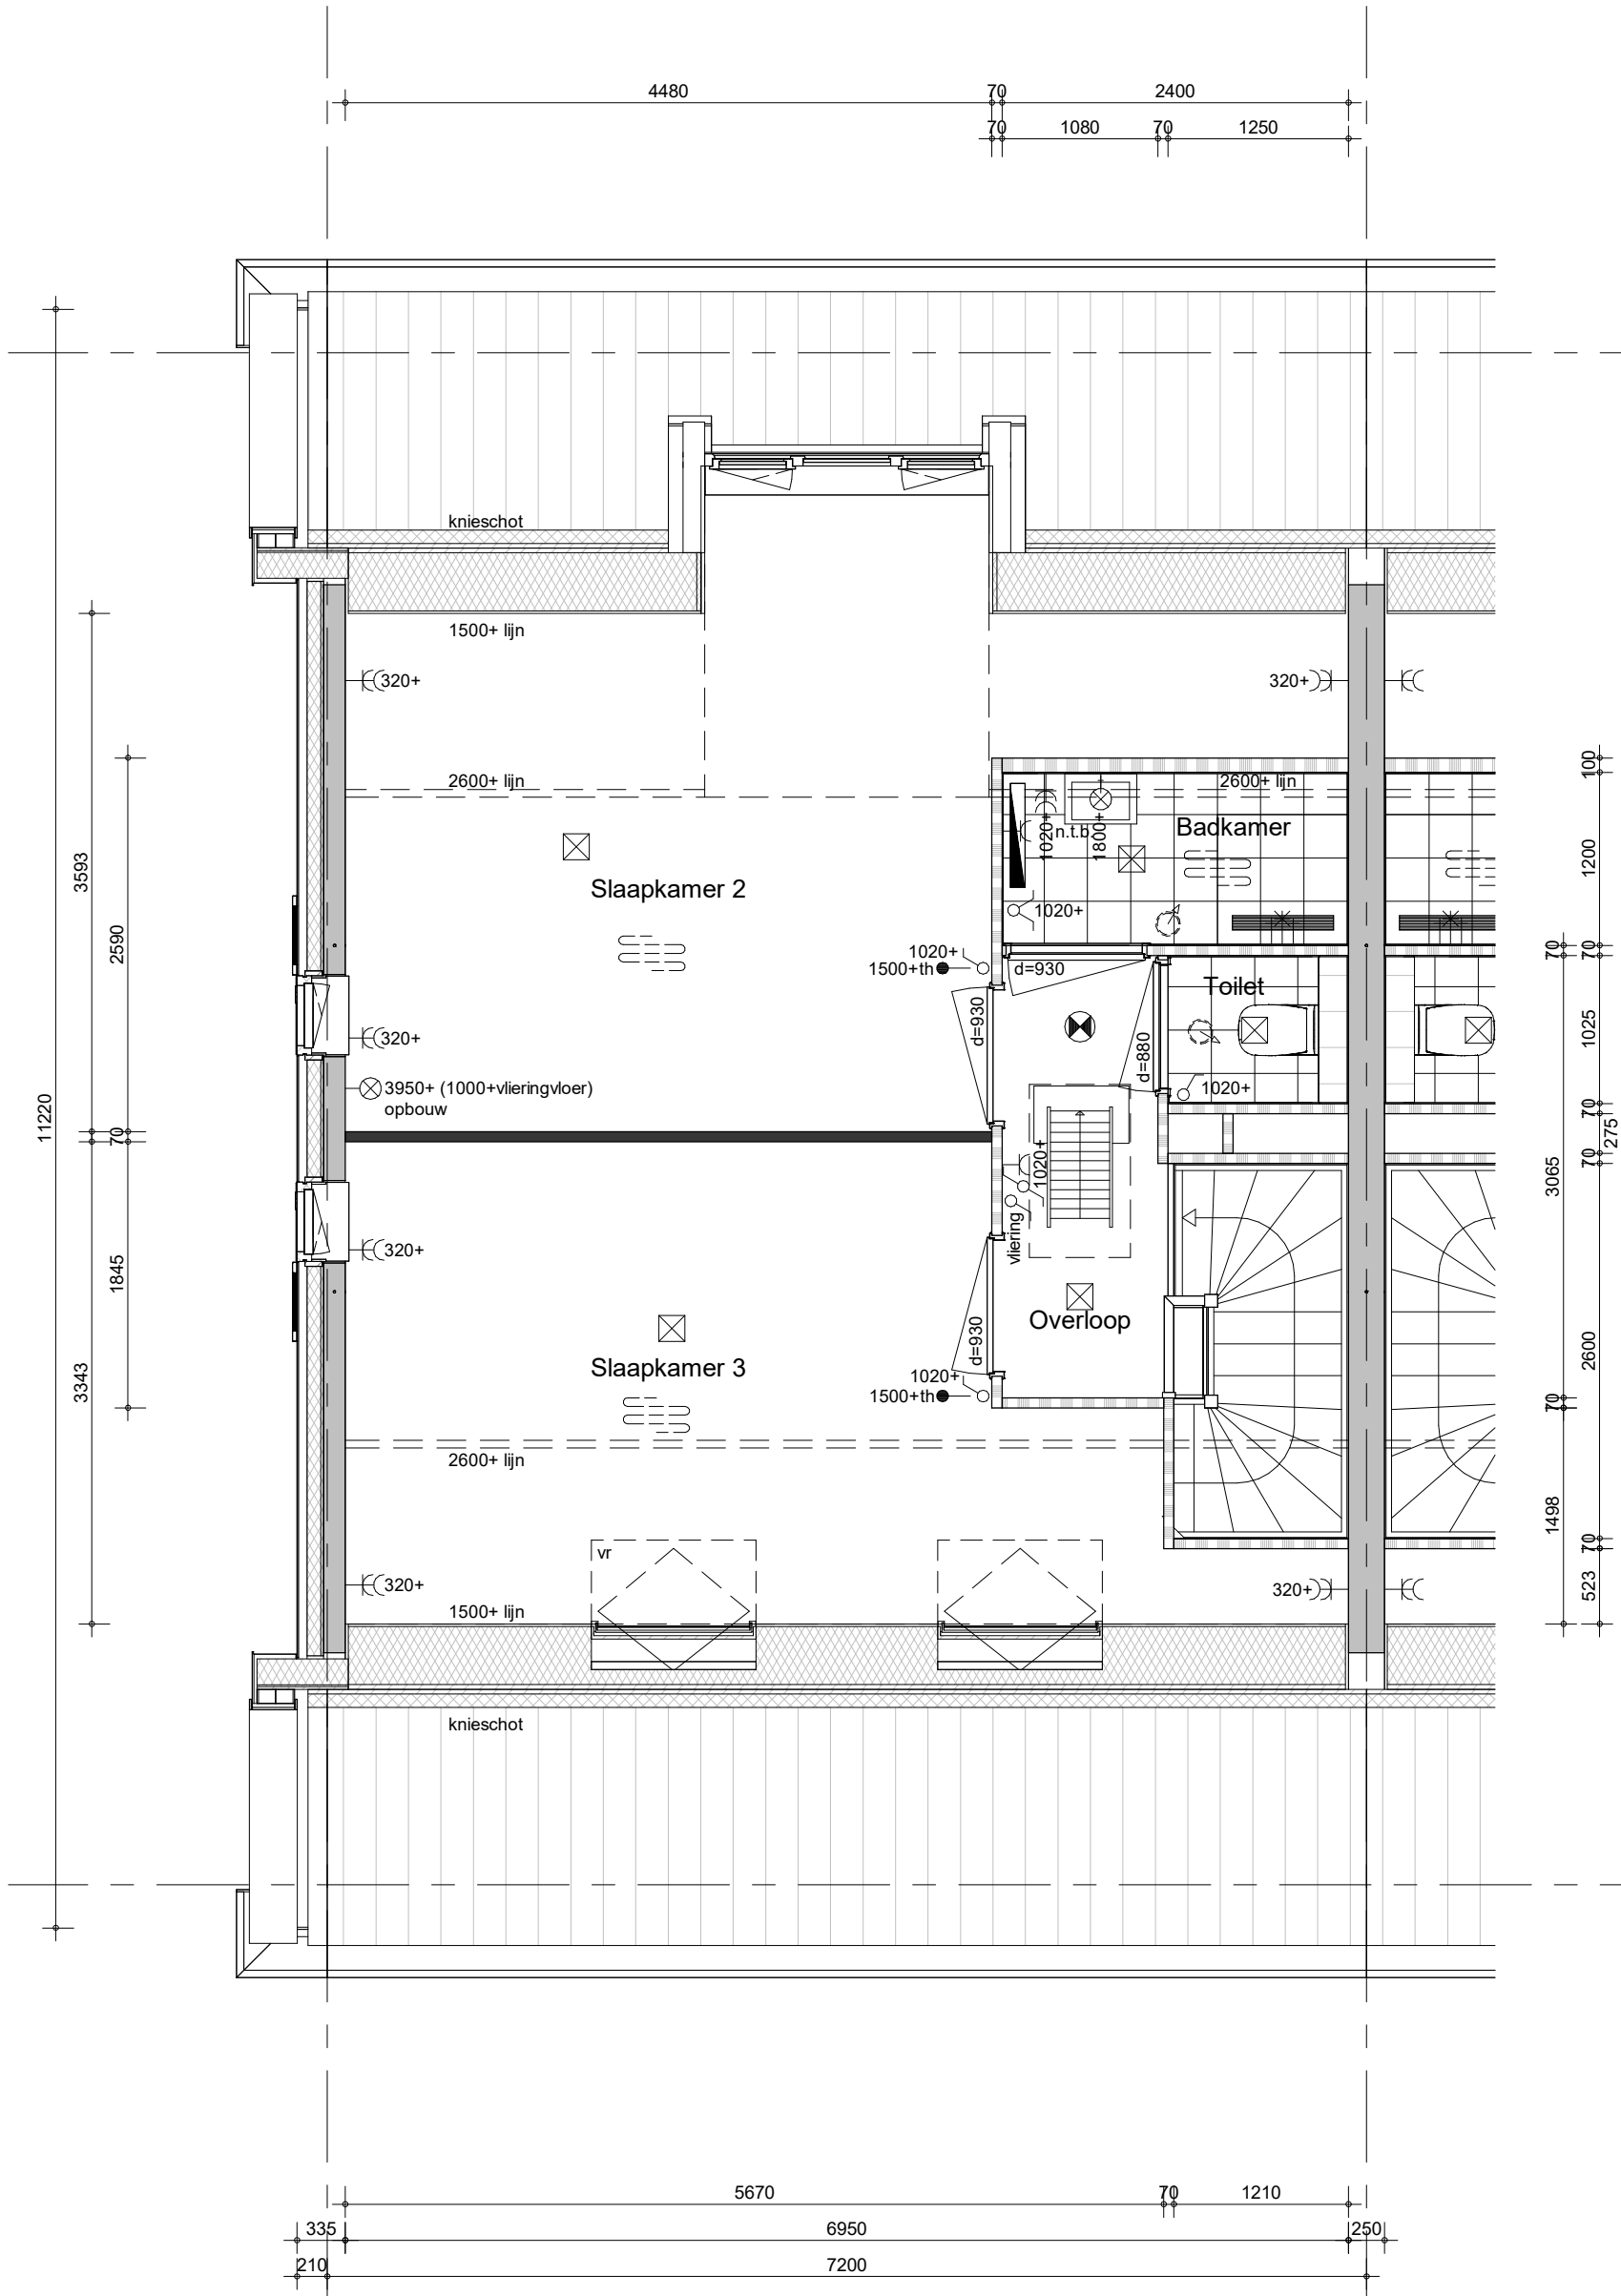 4480
70
2400
70
1080
70
1250
knieschot
1500+ lijn
320+
320+
2600+ lijn
2600+ lijn
Badkamer
1020+
n.t.b.
1800+
1020+
Slaapkamer 2
1020+
1500+th
d=930
d=930
Toilet
d=880
1020+
320+
3950+ (1000+vlieringvloer)
opbouw
1020+
vliering
320+
Overloop
d=930
Slaapkamer 3
1020+
1500+th
2600+ lijn
vr
320+
320+
1500+ lijn
knieschot
11220
3593
70
3343
2590
1845
70
3065
70
1498
100
1200
70
1025
70
275
70
2600
70
523
5670
70
1210
335
6950
250
210
7200